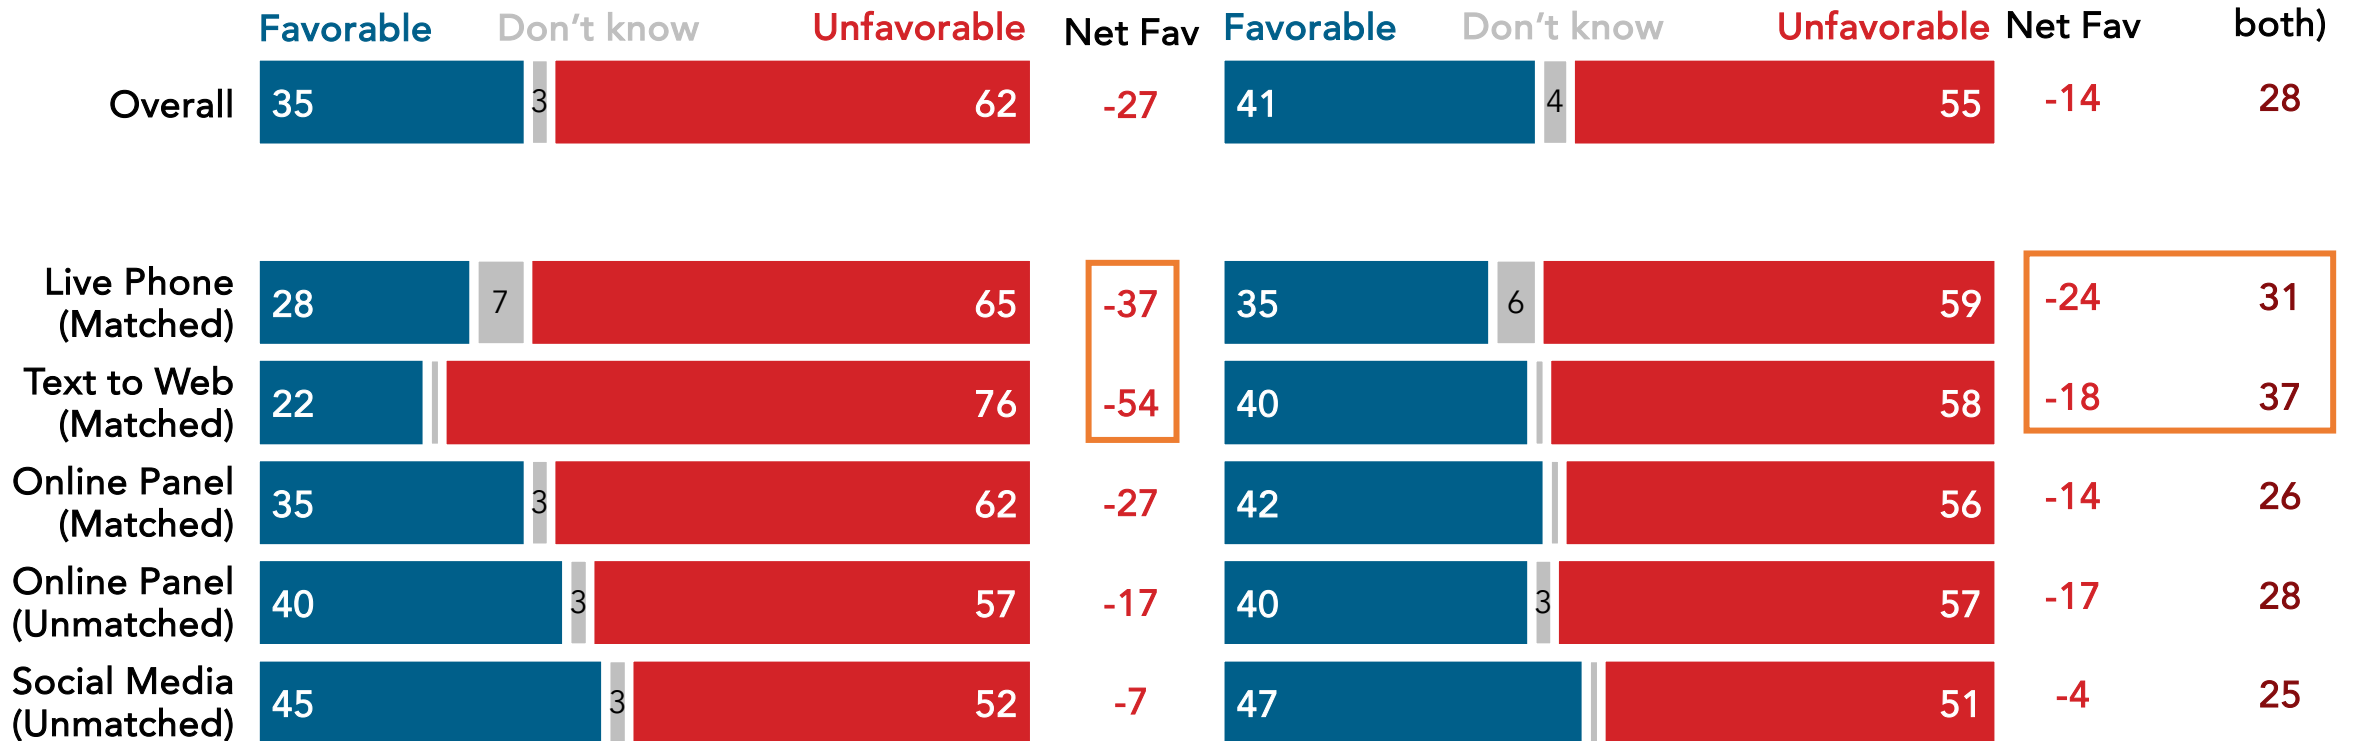 Favorable Don't know Unfavorable Net Fav Favorable Don't know Unfavorable Net Fav both)
Overall 35 3 62 -27 41 4 55 -14 28
Live Phone
(Matched) 28 7 65 -37 35 6 59 -24 31
Text to Web
(Matched) 22 76 -54 40 58 -18 37
Online Panel
(Matched) 35 3 62 -27 42 56 -14 26
Online Panel
(Unmatched) 40 3 57 -17 40 3 57 -17 28
Social Media
(Unmatched) 45 3 52 -7 47 51 -4 25